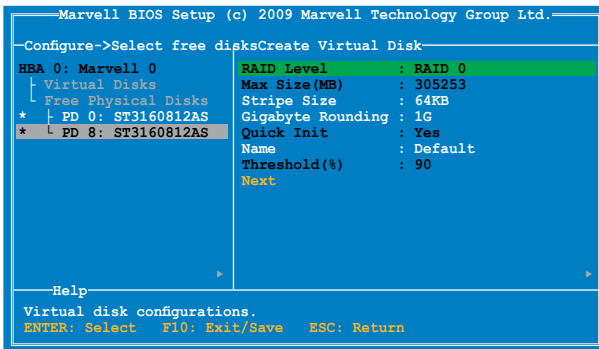 Marvell BIOS Setup (c) 2009 Marvell Technology Group Ltd.
Configure->Select free disksCreate Virtual Disk
HBA 0: Marvell 0
Virtual Disks
Free Physical Disks
* PD 0: ST3160812AS
* PD 8: ST3160812AS
RAID Level : RAID 0
Max Size(MB) : 305253
Stripe Size : 64KB
Gigabyte Rounding : 1G
Quick Init : Yes
Name : Default
Threshold(%) : 90
Next
Help
Virtual disk configurations.
ENTER: Select F10: Exit/Save ESC: Return